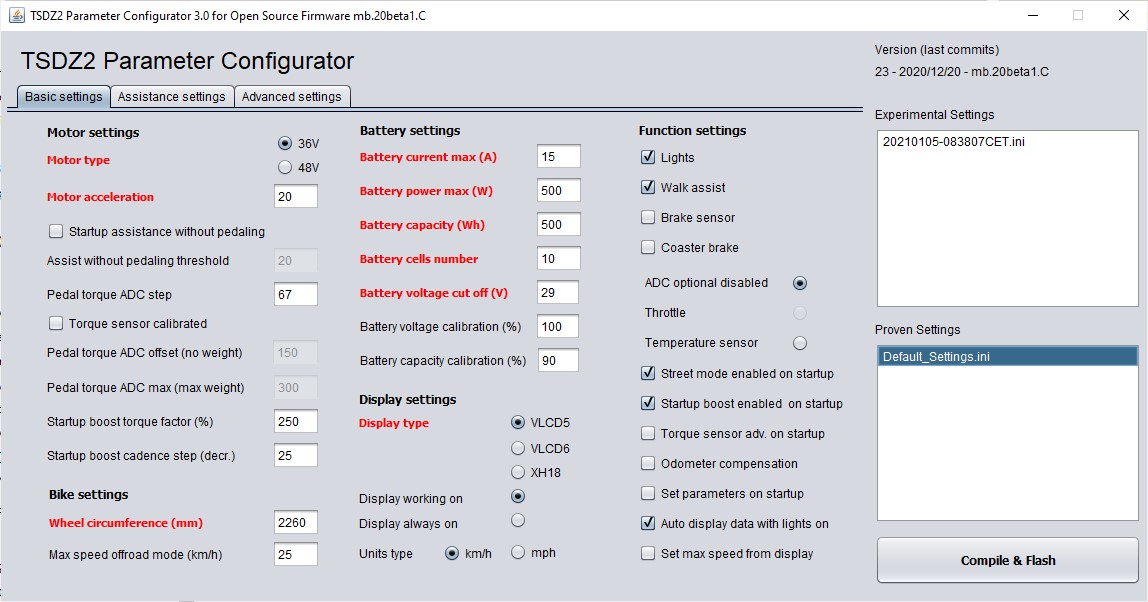 TSDZ2 Parameter Configurator 3.0 for Open Source Firmware mb.20beta1.C
TSDZ2 Parameter Configurator
Basic settings
Assistance settings
Advanced settings
Motor settings
Motor type
36V
48V
Motor acceleration
20
Startup assistance without pedaling
Assist without pedaling threshold
20
Pedal torque ADC step
67
Torque sensor calibrated
Pedal torque ADC offset (no weight)
150
Pedal torque ADC max (max weight)
300
Startup boost torque factor (%)
250
Startup boost cadence step (decr.)
25
Bike settings
Wheel circumference (mm)
2260
Max speed offroad mode (km/h)
25
Battery settings
Battery current max (A)
15
Battery power max (W)
500
Battery capacity (Wh)
500
Battery cells number
10
Battery voltage cut off (V)
29
Battery voltage calibration (%)
100
Battery capacity calibration (%)
90
Display settings
Display type
VLCD5
VLCD6
XH18
Display working on
Display always on
Units type
km/h
mph
Function settings
Lights
Walk assist
Brake sensor
Coaster brake
ADC optional disabled
Throttle
Temperature sensor
Street mode enabled on startup
Startup boost enabled on startup
Torque sensor adv. on startup
Odometer compensation
Set parameters on startup
Auto display data with lights on
Set max speed from display
Version (last commits)
23 - 2020/12/20 - mb.20beta1.C
Experimental Settings
20210105-083807CET.ini
Proven Settings
Default_Settings.ini
Compile & Flash